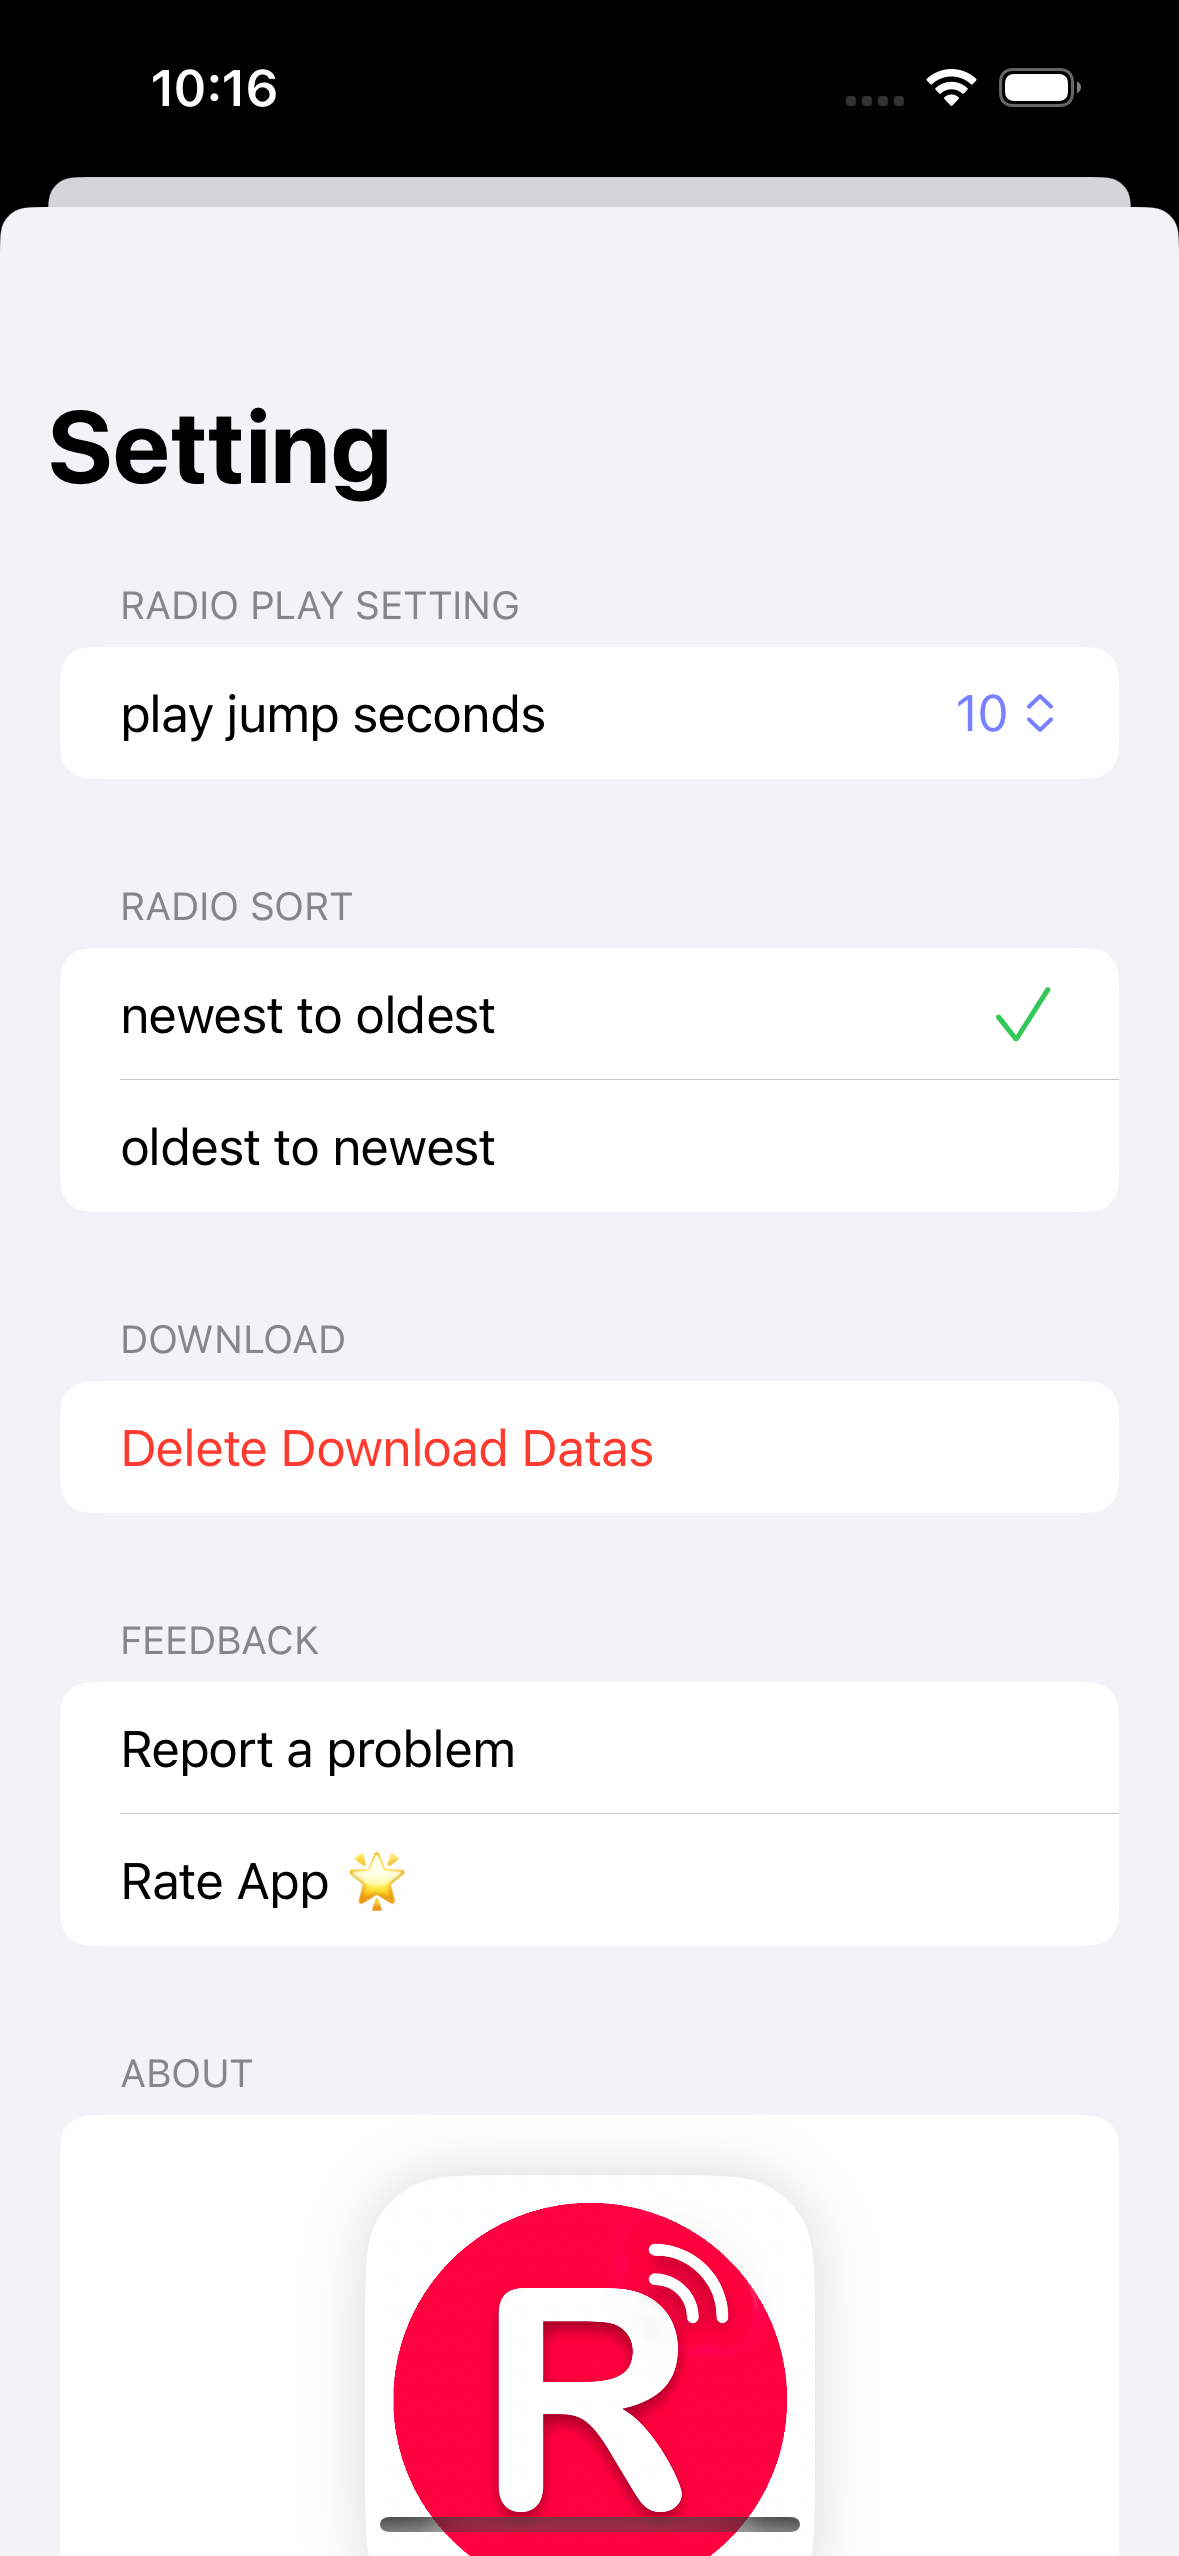 10:16
Setting
RADIO PLAY SETTING
play jump seconds 10
RADIO SORT
newest to oldest
oldest to newest
DOWNLOAD
Delete Download Datas
FEEDBACK
Report a problem
Rate App 🌟
ABOUT
R